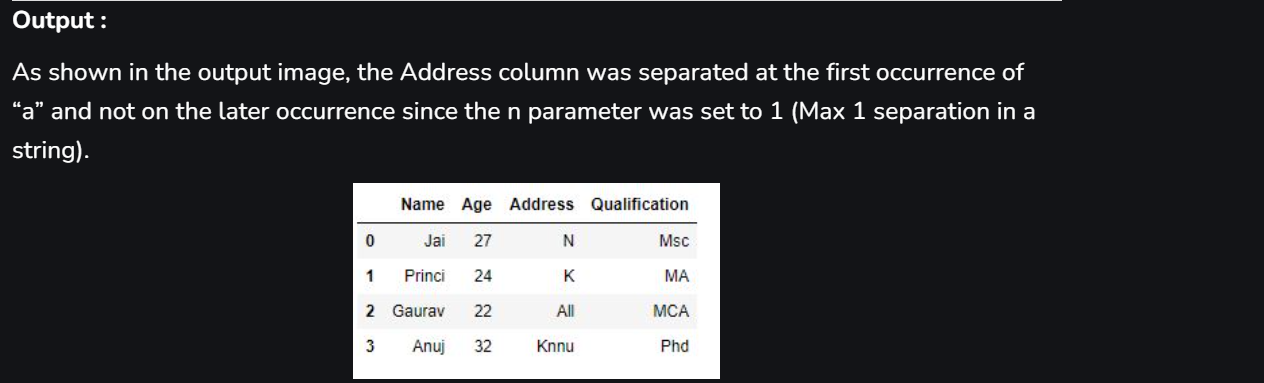 Output :
As shown in the output image, the Address column was separated at the first occurrence of
“a” and not on the later occurrence since the n parameter was set to 1 (Max 1 separation in a
string).
Name Age Address Qualification
0 Jai 27 N Msc
1 Princi 24 K MA
2 Gaurav 22 All MCA
3 Anuj 32 Knnu Phd